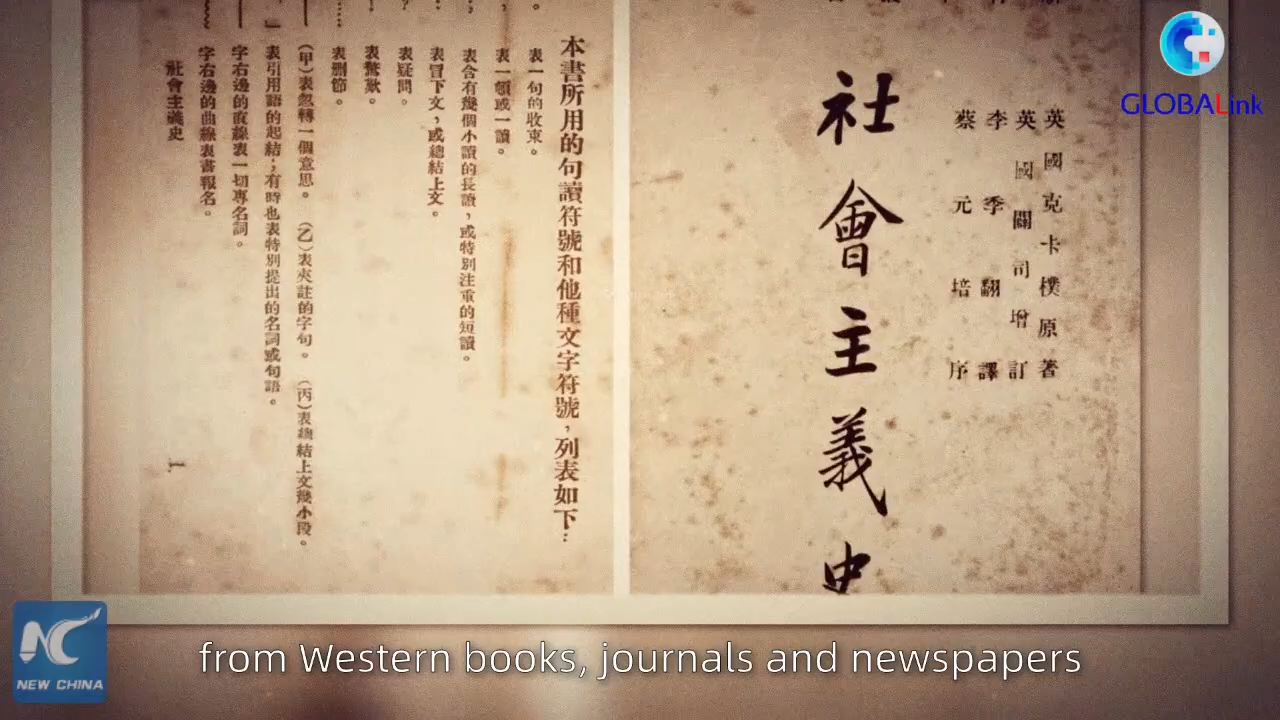 GLOBALink
英國克卡樸原著
英國闢司增訂
李季翻譯
蔡元培序
社會主義史
本書所用的句讀符號和他種文字符號，列表如下：
。表一句的收束。
表一頓或一讀。
表含有幾個小讀的長讀，或特別注重的短讀。
表冒下文，或總結上文。
？表疑問。
！表驚歎。
……表刪節。
——（甲）表忽轉一個意思。（乙）表夾註的字句。（丙）表總結上文幾小段。
」表引用語的起結；有時也表特別提出的名詞或句語。
字右邊的直線表一切專名詞。
字右邊的曲線表書報名。
社會主義史 一
from Western books, journals and newspapers
NC
NEW CHINA